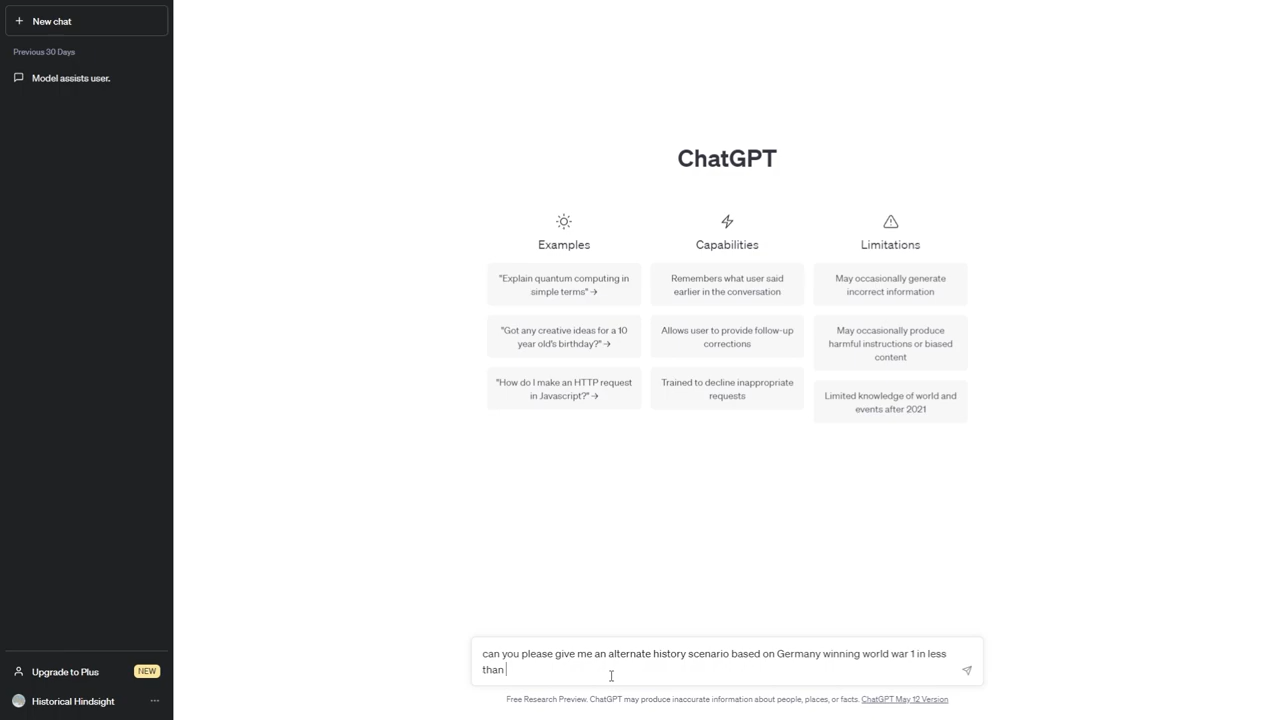 New chat
Previous 30 Days
Model assists user.
ChatGPT
Examples
Capabilities
Limitations
"Explain quantum computing in
simple terms" →
Remembers what user said
earlier in the conversation
May occasionally generate
incorrect information
"Got any creative ideas for a 10
year old's birthday?" →
Allows user to provide follow-up
corrections
May occasionally produce
harmful instructions or biased
content
"How do I make an HTTP request
in Javascript?" →
Trained to decline inappropriate
requests
Limited knowledge of world and
events after 2021
can you please give me an alternate history scenario based on Germany winning world war 1 in less
than
Upgrade to Plus NEW
Historical Hindsight
Free Research Preview. ChatGPT may produce inaccurate information about people, places, or facts. ChatGPT May 12 Version